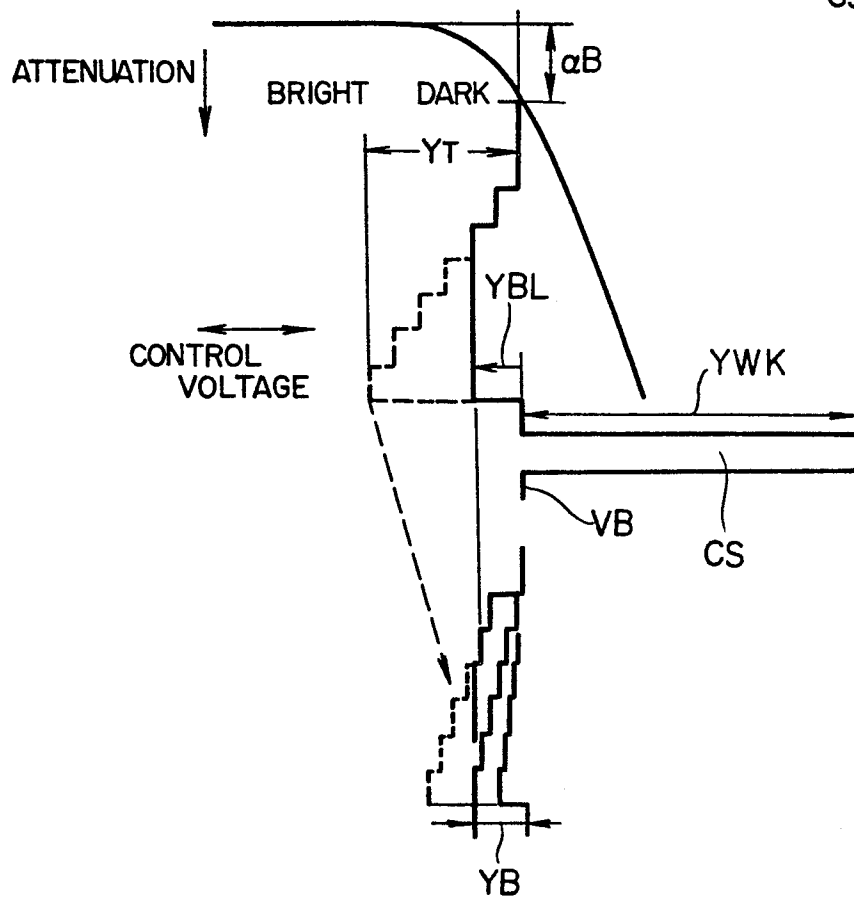 ATTENUATION
αB
BRIGHT DARK
YT
YBL
CONTROL
VOLTAGE
YWK
VB
CS
YB